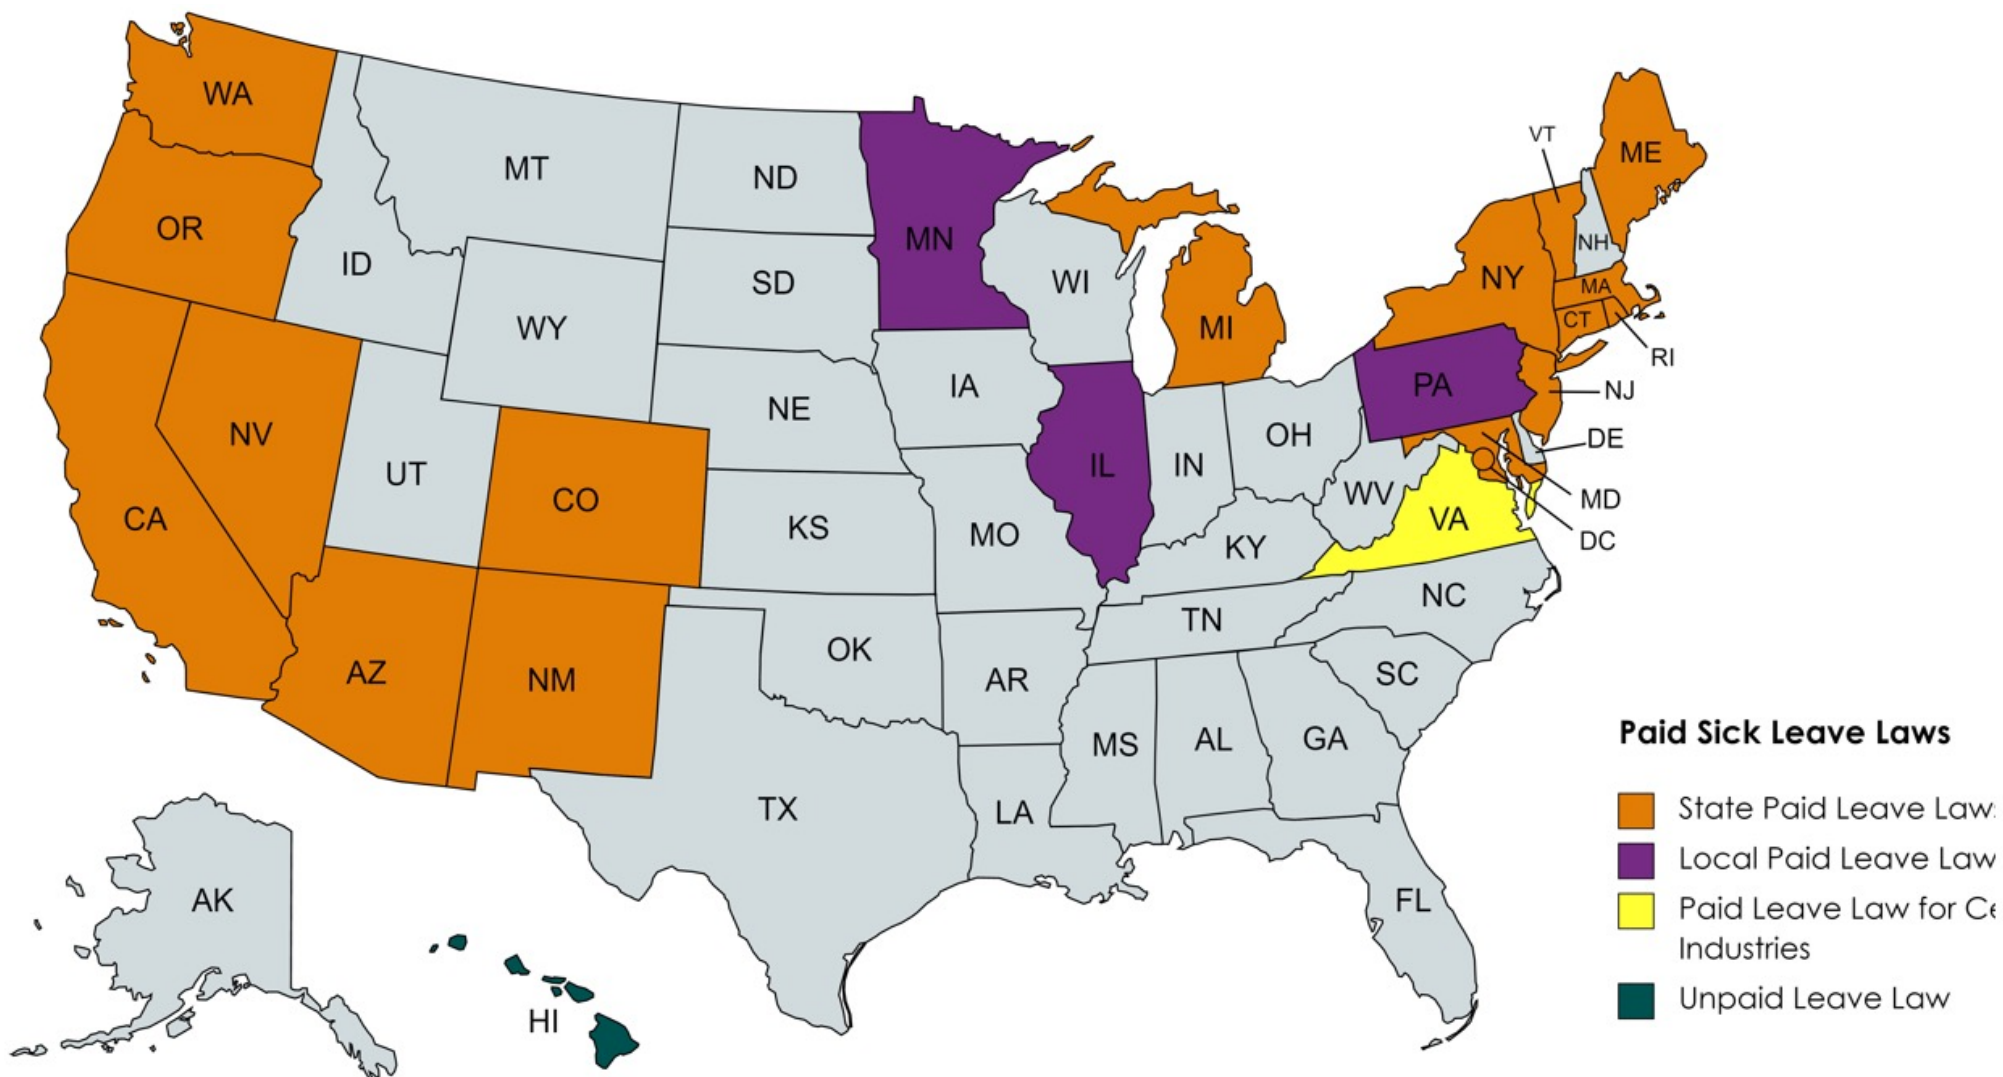 WA
MT
ND
VT
ME
OR
MN
NH
ID
SD
WI
NY
MA
WY
MI
CT
RI
IA
PA
NJ
NE
NV
OH
DE
UT
IL
IN
CO
WV
MD
CA
KS
MO
VA
DC
KY
NC
TN
OK
AZ
NM
AR
SC
MS
AL
GA
TX
LA
AK
FL
HI
Paid Sick Leave Laws
State Paid Leave Laws
Local Paid Leave Law
Paid Leave Law for Ce
Industries
Unpaid Leave Law